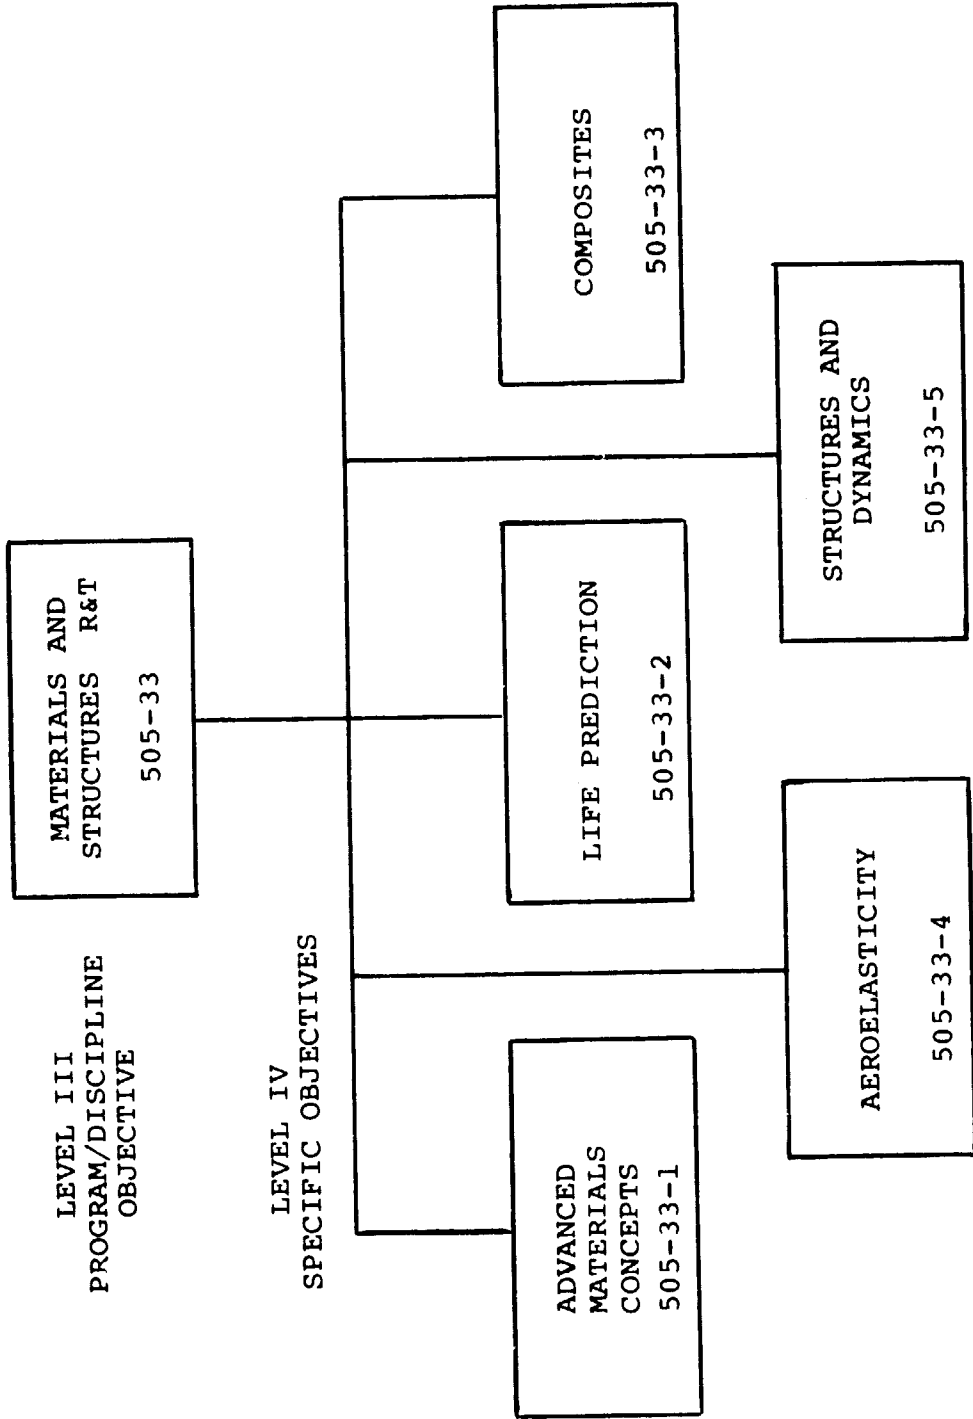 LEVEL III
PROGRAM/DISCIPLINE
OBJECTIVE
MATERIALS AND
STRUCTURES R&T
505-33
LEVEL IV
SPECIFIC OBJECTIVES
ADVANCED
MATERIALS
CONCEPTS
505-33-1
LIFE PREDICTION
505-33-2
COMPOSITES
505-33-3
AEROELASTICITY
505-33-4
STRUCTURES AND
DYNAMICS
505-33-5